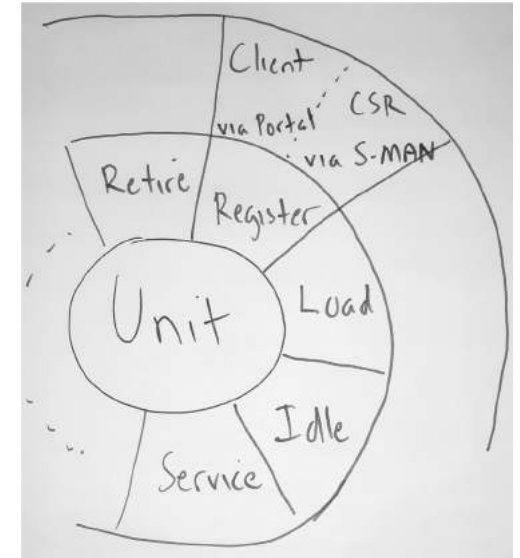 Client
via Portal
CSR
via S-MAN
Retire
Register
Unit
Load
Idle
Service